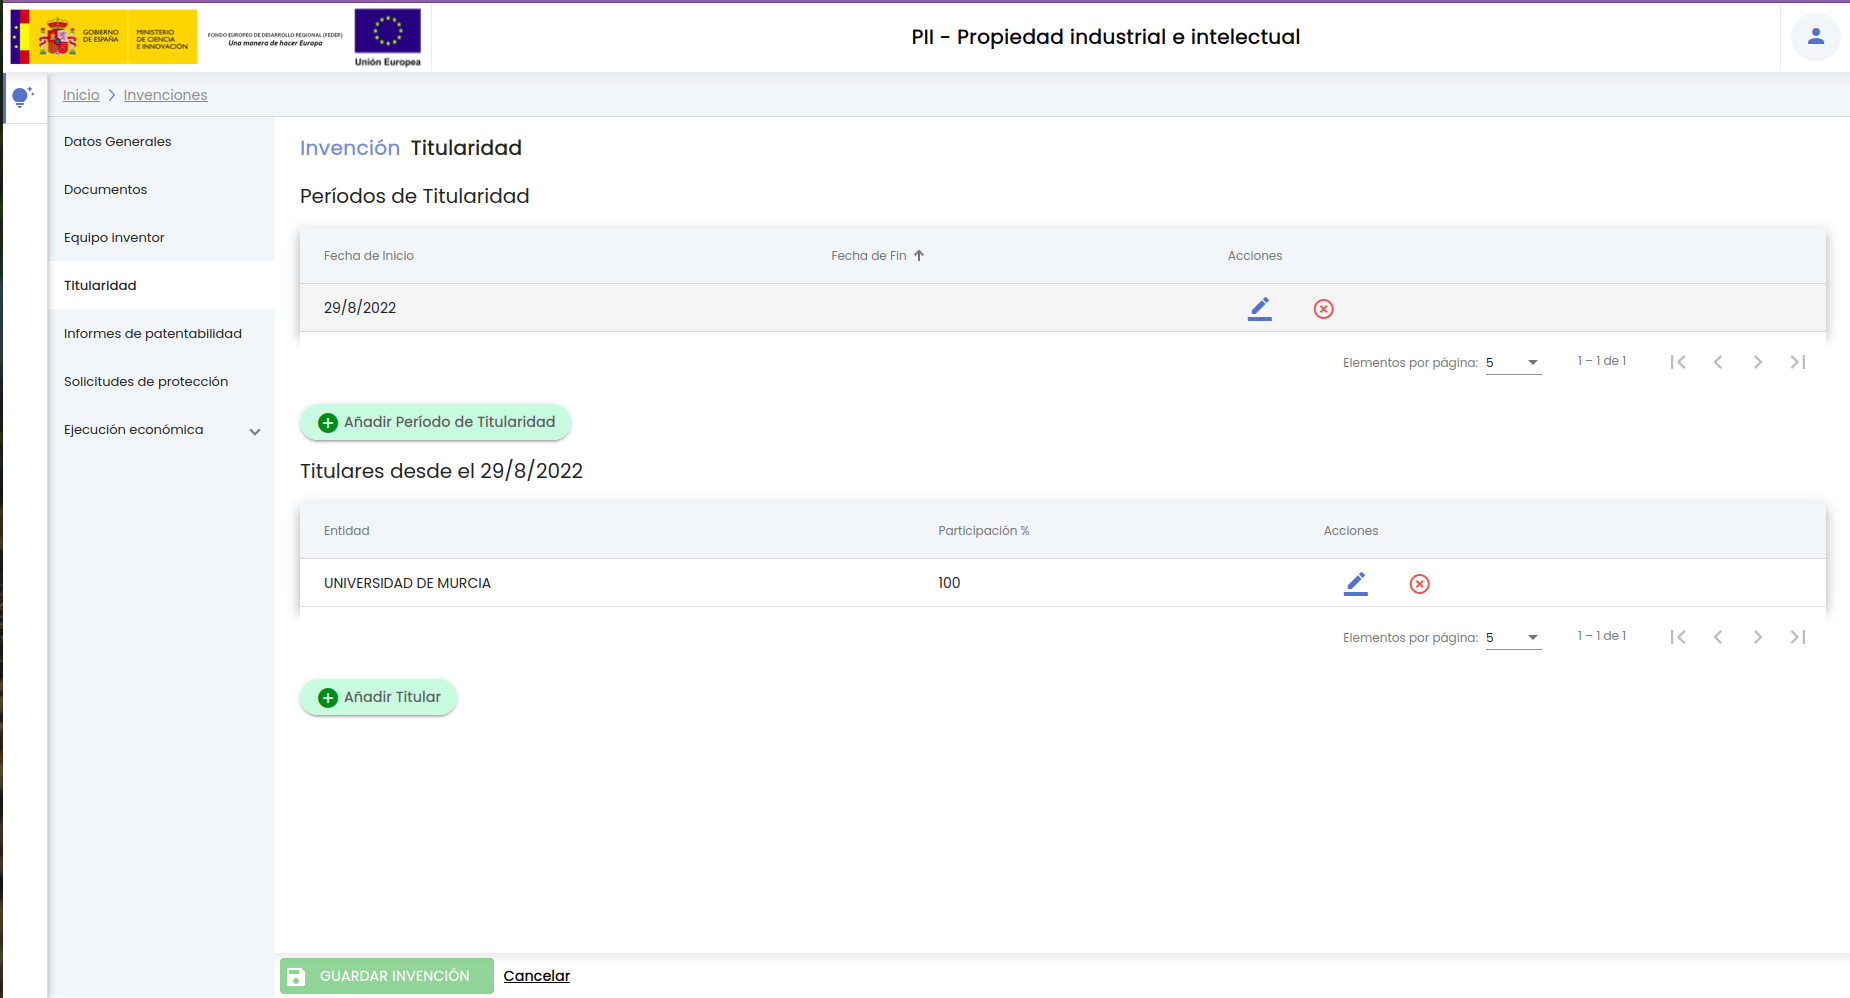 GOBIERNO
DE ESPAÑA
MINISTERIO
DE CIENCIA
E INNOVACIÓN
FONDO EUROPEO DE DESARROLLO REGIONAL (FEDER)
Una manera de hacer Europa
Unión Europea
PII - Propiedad industrial e intelectual
Inicio > Invenciones
Datos Generales
Documentos
Equipo inventor
Titularidad
Informes de patentabilidad
Solicitudes de protección
Ejecución económica
Invención Titularidad
Períodos de Titularidad
Fecha de Inicio Fecha de Fin Acciones
29/8/2022
Elementos por página: 5 1 – 1 de 1
Añadir Período de Titularidad
Titulares desde el 29/8/2022
Entidad Participación % Acciones
UNIVERSIDAD DE MURCIA 100
Elementos por página: 5 1 – 1 de 1
Añadir Titular
GUARDAR INVENCIÓN Cancelar